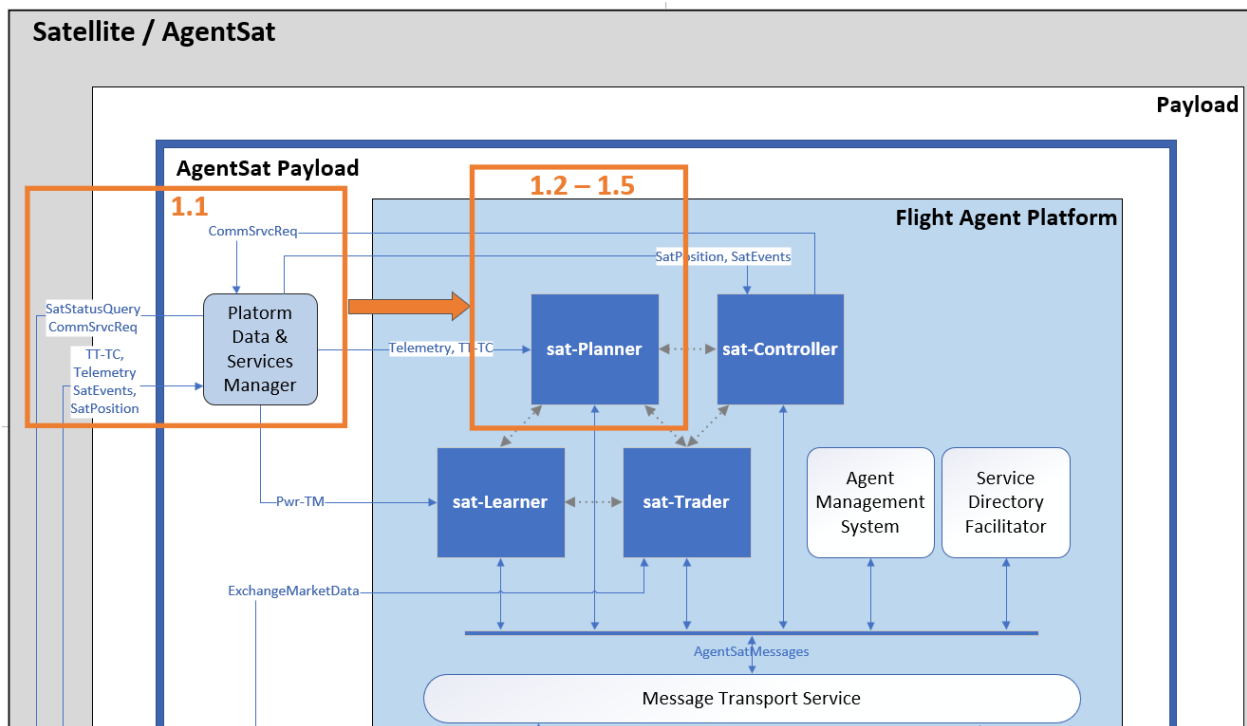 Satellite / AgentSat
Payload
AgentSat Payload
1.1
1.2 – 1.5
Flight Agent Platform
CommSrvcReq
SatPosition, SatEvents
SatStatusQuery
CommSrvcReq
TT-TC,
Telemetry
SatEvents,
SatPosition
Platorm
Data &
Services
Manager
Telemetry, TT-TC
sat-Planner
sat-Controller
Pwr-TM
sat-Learner
sat-Trader
Agent
Management
System
Service
Directory
Facilitator
ExchangeMarketData
AgentSatMessages
Message Transport Service